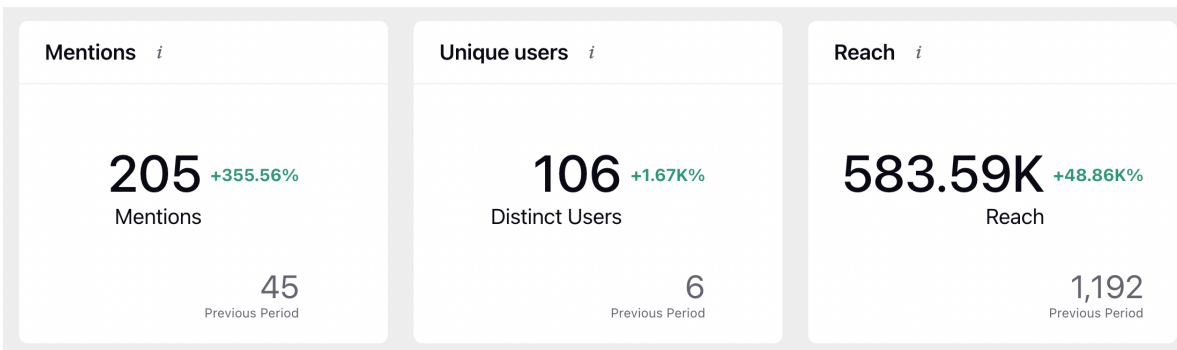 Mentions i
205 +355.56%
Mentions
45
Previous Period
Unique users i
106 +1.67K%
Distinct Users
6
Previous Period
Reach i
583.59K +48.86K%
Reach
1,192
Previous Period